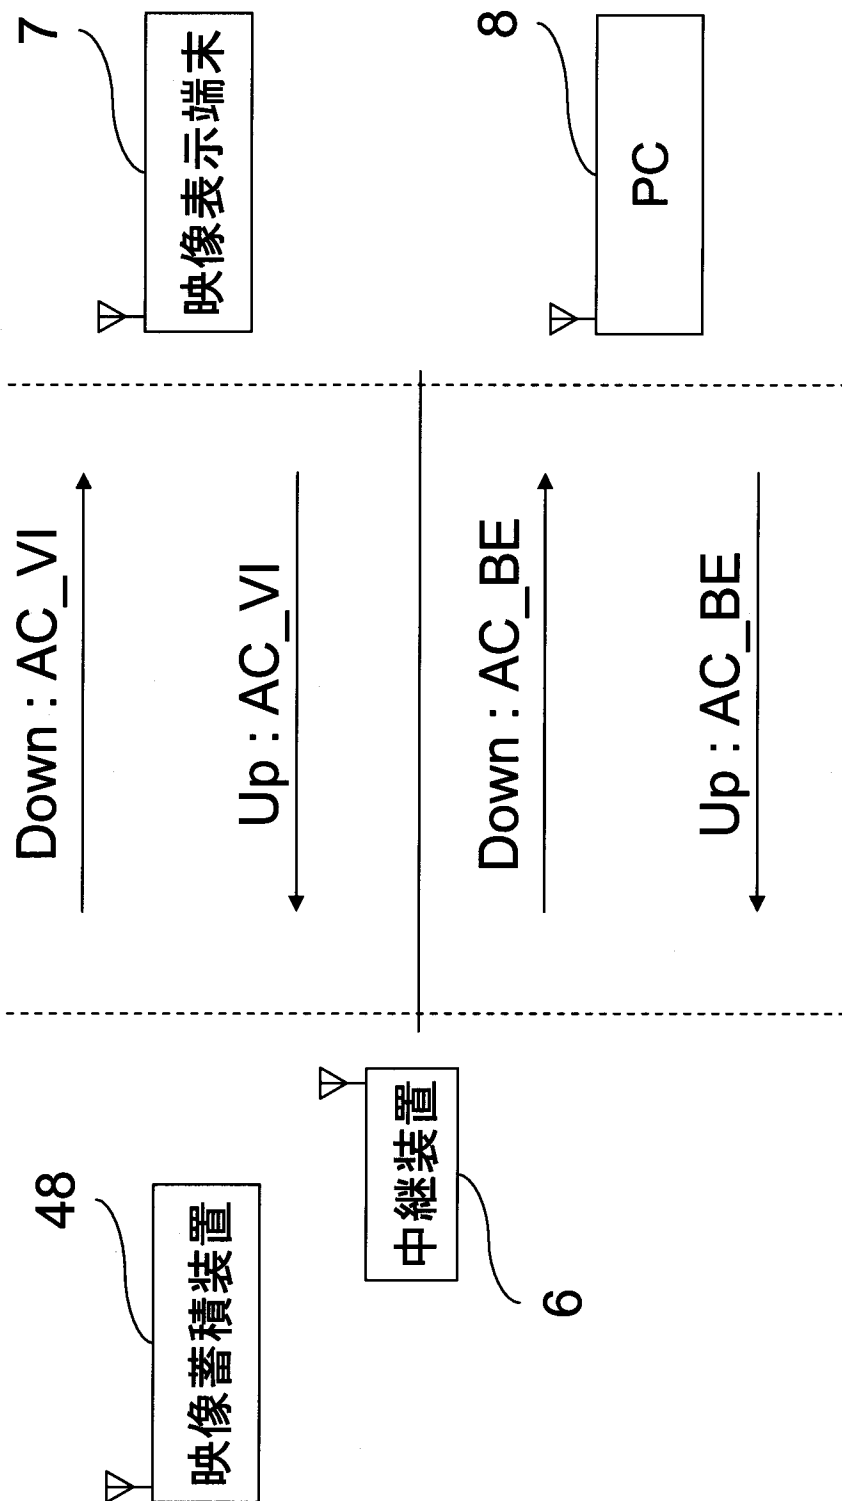 48
映像蓄積装置
中継装置
6
Down : AC_VI
Up : AC_VI
Down : AC_BE
Up : AC_BE
7
映像表示端末
8
PC